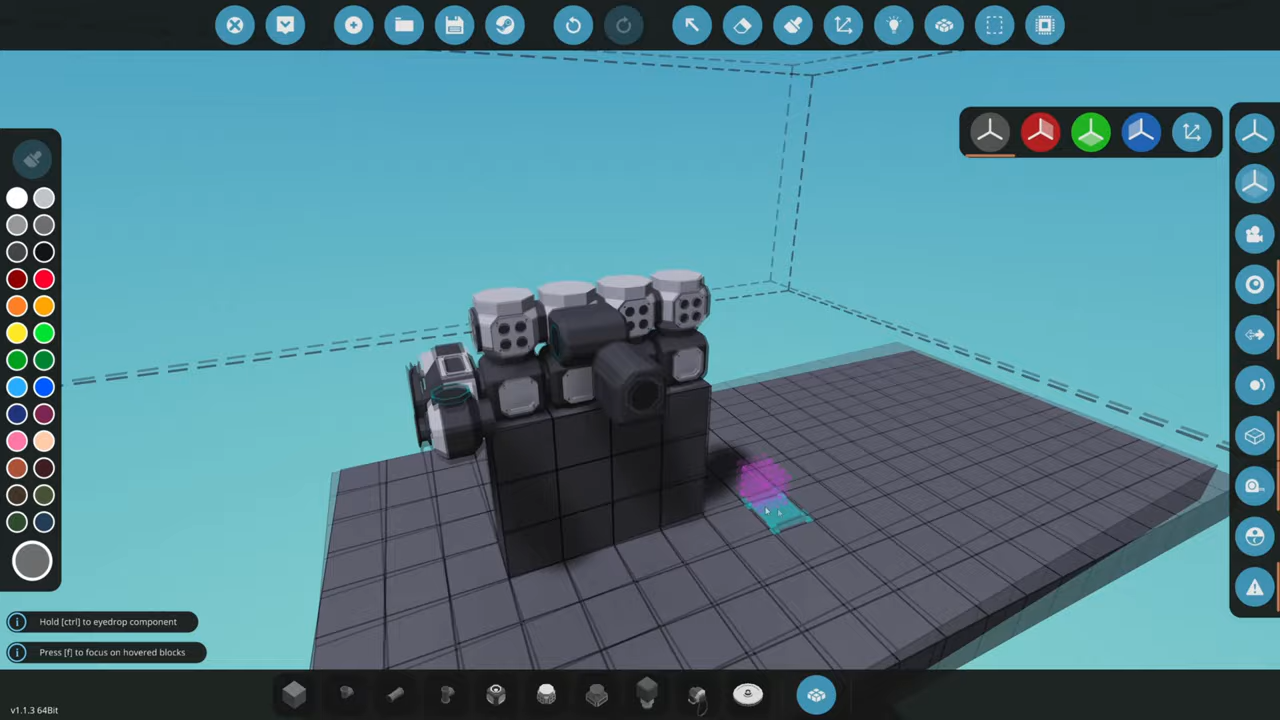 Hold [ctrl] to eyedrop component
Press [f] to focus on hovered blocks
v1.1.3 64Bit